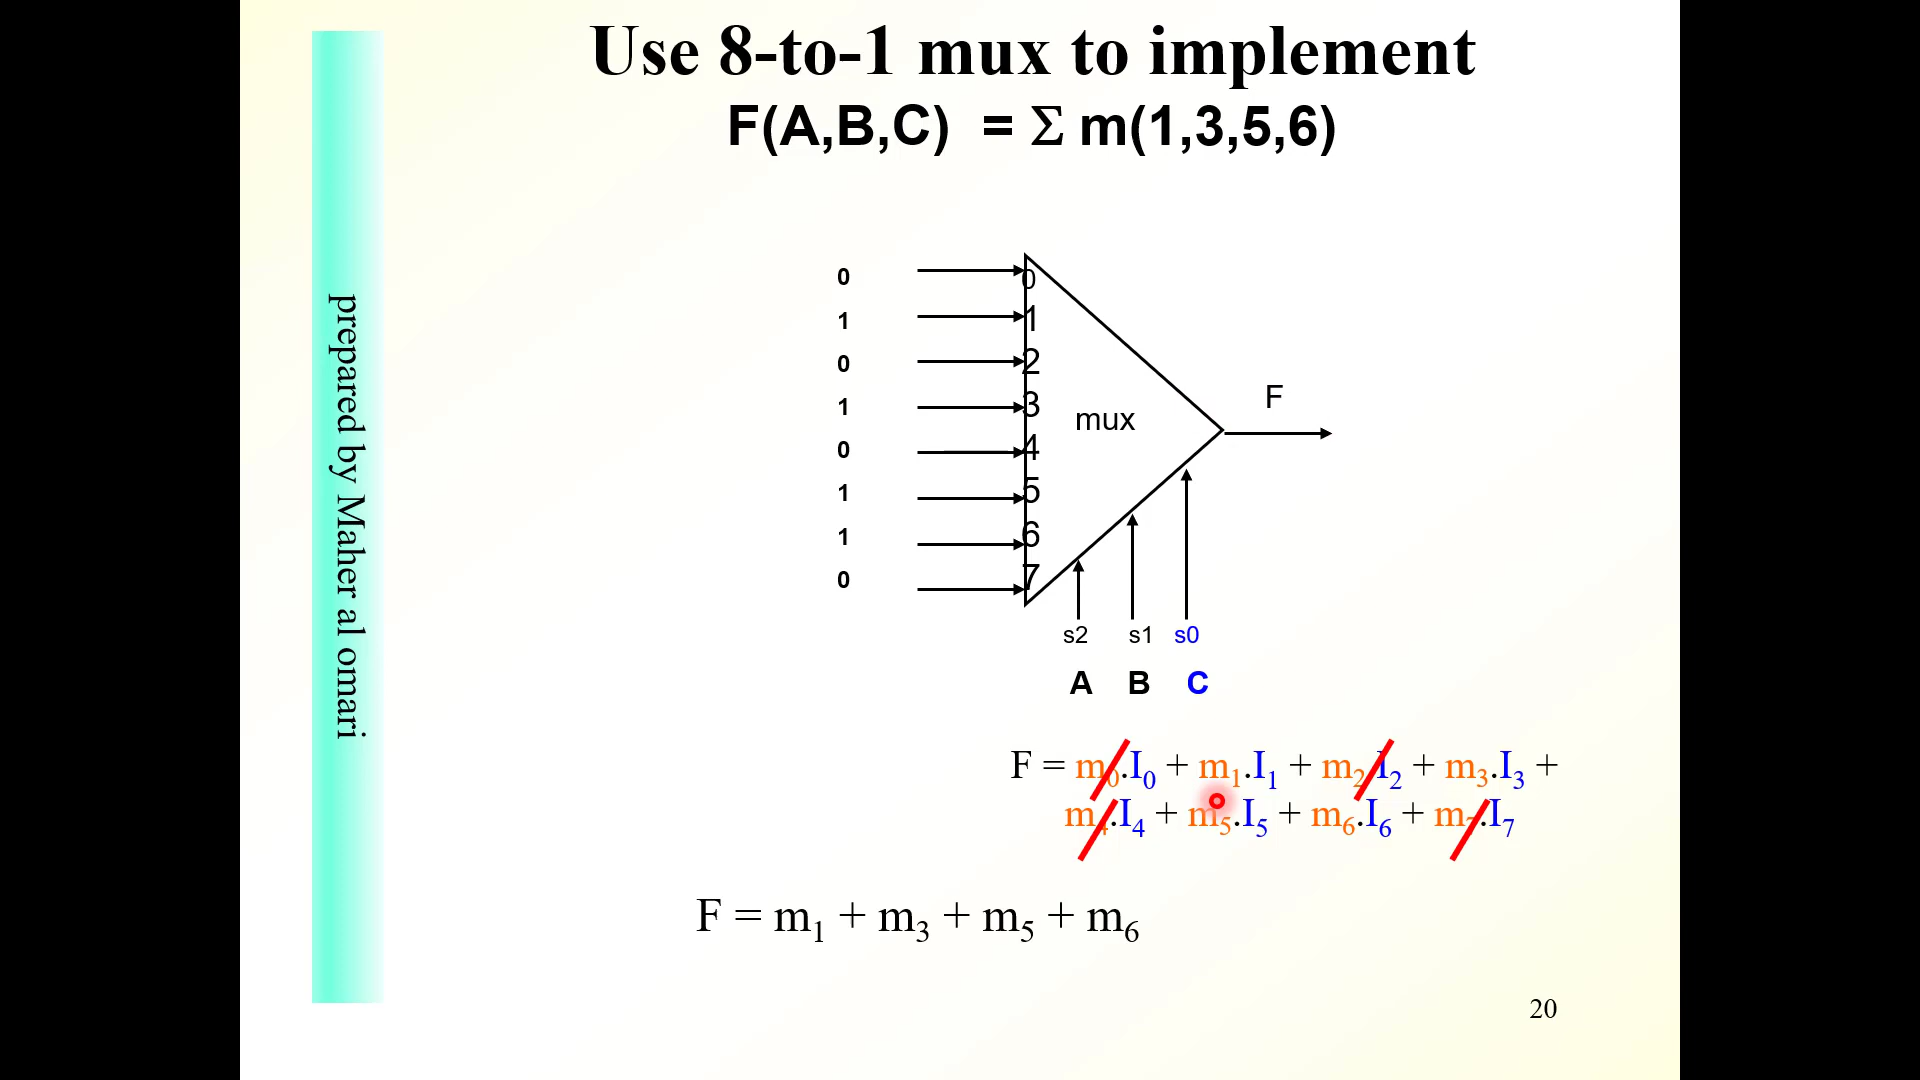 Use 8-to-1 mux to implement
F(A,B,C) = Σ m(1,3,5,6)
prepared by Maher al omari
0 0
1 1
0 2
1 3
0 4
1 5
1 6
0 7
mux
F
s2 s1 s0
A B C
F = m₀.I₀ + m₁.I₁ + m₂.I₂ + m₃.I₃ +
m₄.I₄ + m₅.I₅ + m₆.I₆ + m₇.I₇
F = m₁ + m₃ + m₅ + m₆
20